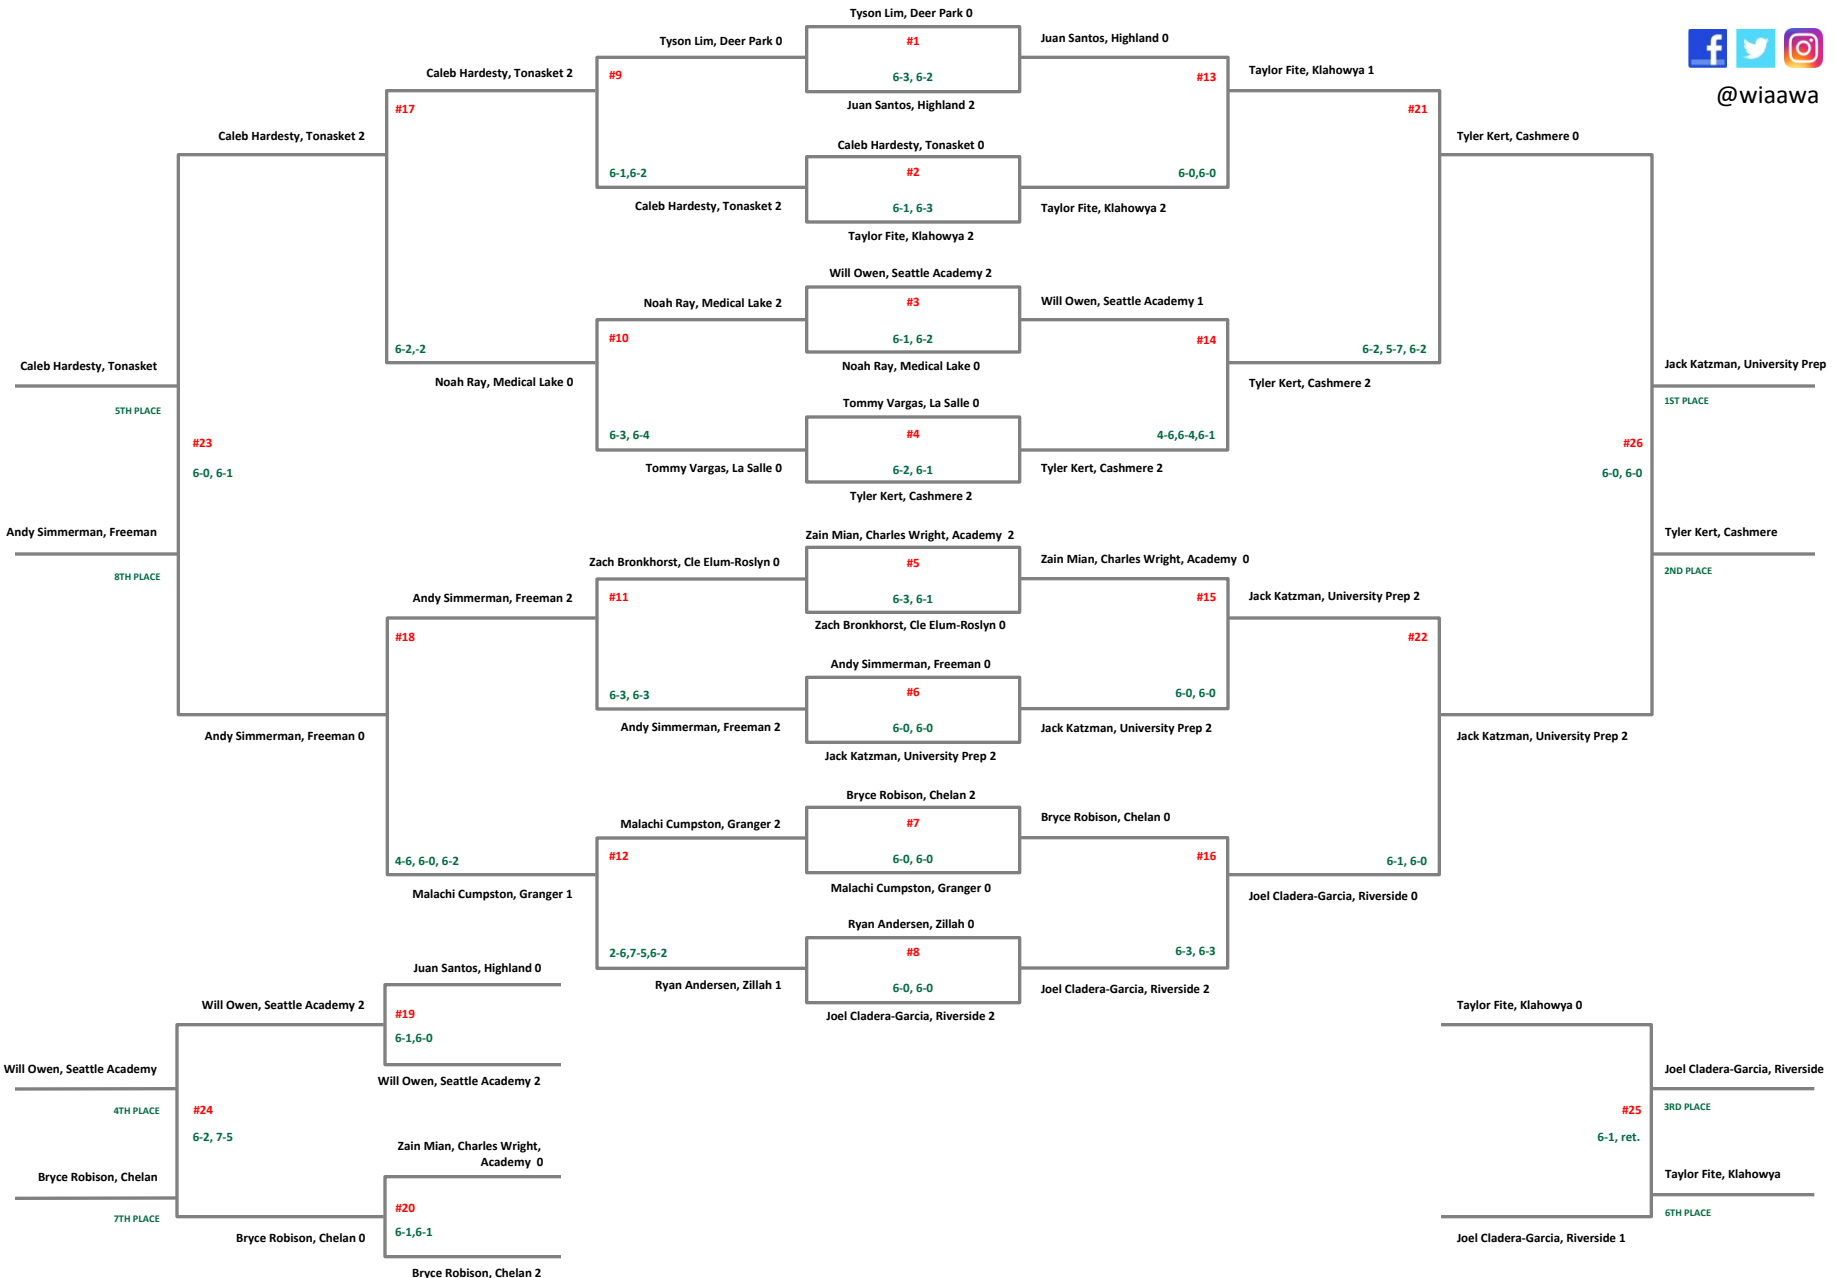 Tyson Lim, Deer Park 0
Tyson Lim, Deer Park 0
#1
Juan Santos, Highland 0
Caleb Hardesty, Tonasket 2
#9
6-3, 6-2
#13
Taylor Fite, Klahowya 1
@wiaawa
#17
Juan Santos, Highland 2
#21
Caleb Hardesty, Tonasket 2
Caleb Hardesty, Tonasket 0
Tyler Kert, Cashmere 0
6-1,6-2
#2
6-0,6-0
Caleb Hardesty, Tonasket 2
6-1, 6-3
Taylor Fite, Klahowya 2
Taylor Fite, Klahowya 2
Will Owen, Seattle Academy 2
Noah Ray, Medical Lake 2
#3
Will Owen, Seattle Academy 1
#10
6-1, 6-2
#14
6-2,-2
6-2, 5-7, 6-2
Caleb Hardesty, Tonasket
Noah Ray, Medical Lake 0
Jack Katzman, University Prep
Noah Ray, Medical Lake 0
Tyler Kert, Cashmere 2
5TH PLACE
Tommy Vargas, La Salle 0
1ST PLACE
#23
6-3, 6-4
#4
4-6,6-4,6-1
#26
6-0, 6-1
Tommy Vargas, La Salle 0
6-2, 6-1
Tyler Kert, Cashmere 2
6-0, 6-0
Tyler Kert, Cashmere 2
Andy Simmerman, Freeman
Zain Mian, Charles Wright, Academy  2
Tyler Kert, Cashmere
8TH PLACE
Zach Bronkhorst, Cle Elum-Roslyn 0
#5
Zain Mian, Charles Wright, Academy  0
2ND PLACE
Andy Simmerman, Freeman 2
#11
6-3, 6-1
#15
Jack Katzman, University Prep 2
#18
Zach Bronkhorst, Cle Elum-Roslyn 0
#22
Andy Simmerman, Freeman 0
6-3, 6-3
#6
6-0, 6-0
Andy Simmerman, Freeman 0
Andy Simmerman, Freeman 2
6-0, 6-0
Jack Katzman, University Prep 2
Jack Katzman, University Prep 2
Jack Katzman, University Prep 2
Bryce Robison, Chelan 2
Malachi Cumpston, Granger 2
#7
Bryce Robison, Chelan 0
4-6, 6-0, 6-2
#12
6-0, 6-0
#16
6-1, 6-0
Malachi Cumpston, Granger 1
Malachi Cumpston, Granger 0
Joel Cladera-Garcia, Riverside 0
Ryan Andersen, Zillah 0
2-6,7-5,6-2
#8
6-3, 6-3
Juan Santos, Highland 0
Ryan Andersen, Zillah 1
6-0, 6-0
Joel Cladera-Garcia, Riverside 2
Will Owen, Seattle Academy 2
#19
Joel Cladera-Garcia, Riverside 2
Taylor Fite, Klahowya 0
6-1,6-0
Will Owen, Seattle Academy
Will Owen, Seattle Academy 2
Joel Cladera-Garcia, Riverside
4TH PLACE
#24
#25
3RD PLACE
6-2, 7-5
6-1, ret.
Zain Mian, Charles Wright,
Academy  0
Bryce Robison, Chelan
Taylor Fite, Klahowya
7TH PLACE
#20
6TH PLACE
6-1,6-1
Bryce Robison, Chelan 0
Joel Cladera-Garcia, Riverside 1
Bryce Robison, Chelan 2